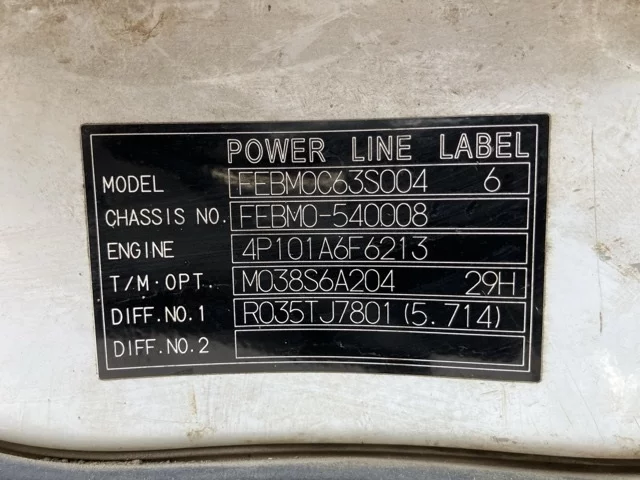 POWER LINE LABEL
MODEL FEBM0C63S004 6
CHASSIS NO. FEBM0-540008
ENGINE 4P101A6F6213
T/M·OPT. M038S6A204 29H
DIFF.NO.1 R035TJ7801(5.714)
DIFF.NO.2